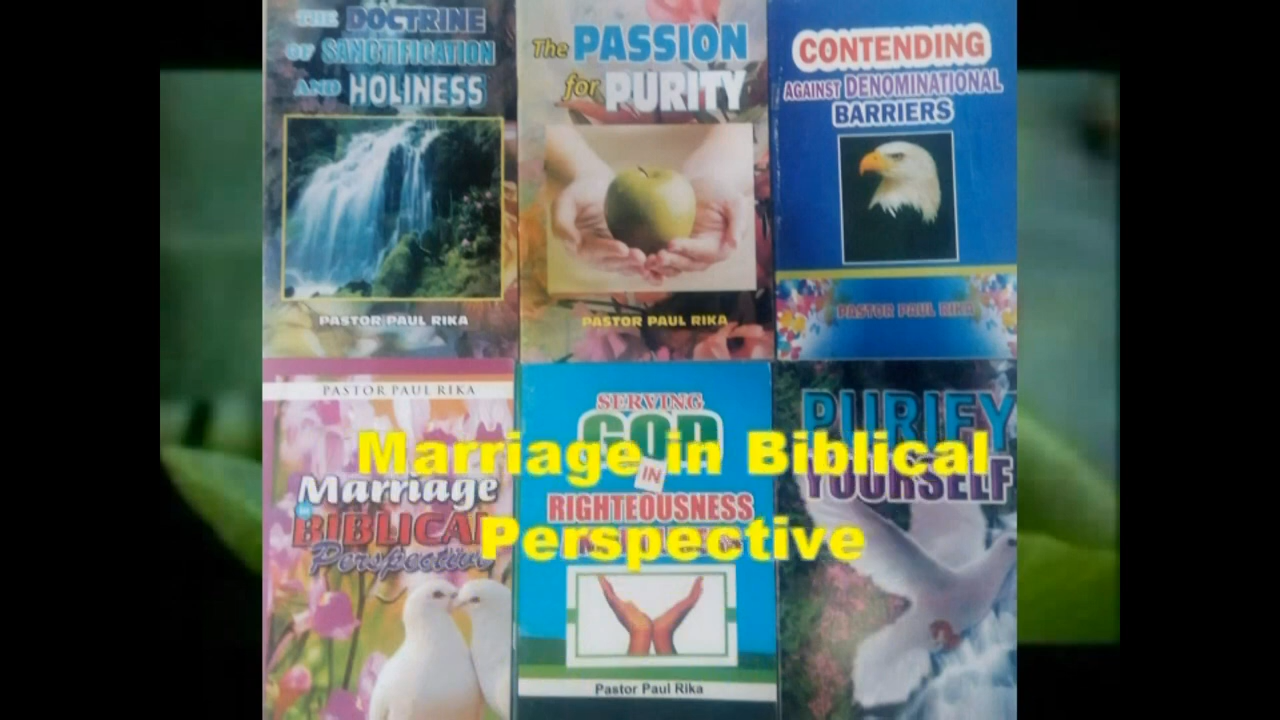 THE DOCTRINE
OF SANCTIFICATION
AND HOLINESS
PASTOR PAUL RIKA
The PASSION
for PURITY
PASTOR PAUL RIKA
CONTENDING
AGAINST DENOMINATIONAL
BARRIERS
PASTOR PAUL RIKA
PASTOR PAUL RIKA
Marriage
in
BIBLICAL
Perspective
SERVING
GOD
IN
RIGHTEOUSNESS
Pastor Paul Rika
PURIFY
YOURSELF
Marriage in Biblical
Perspective